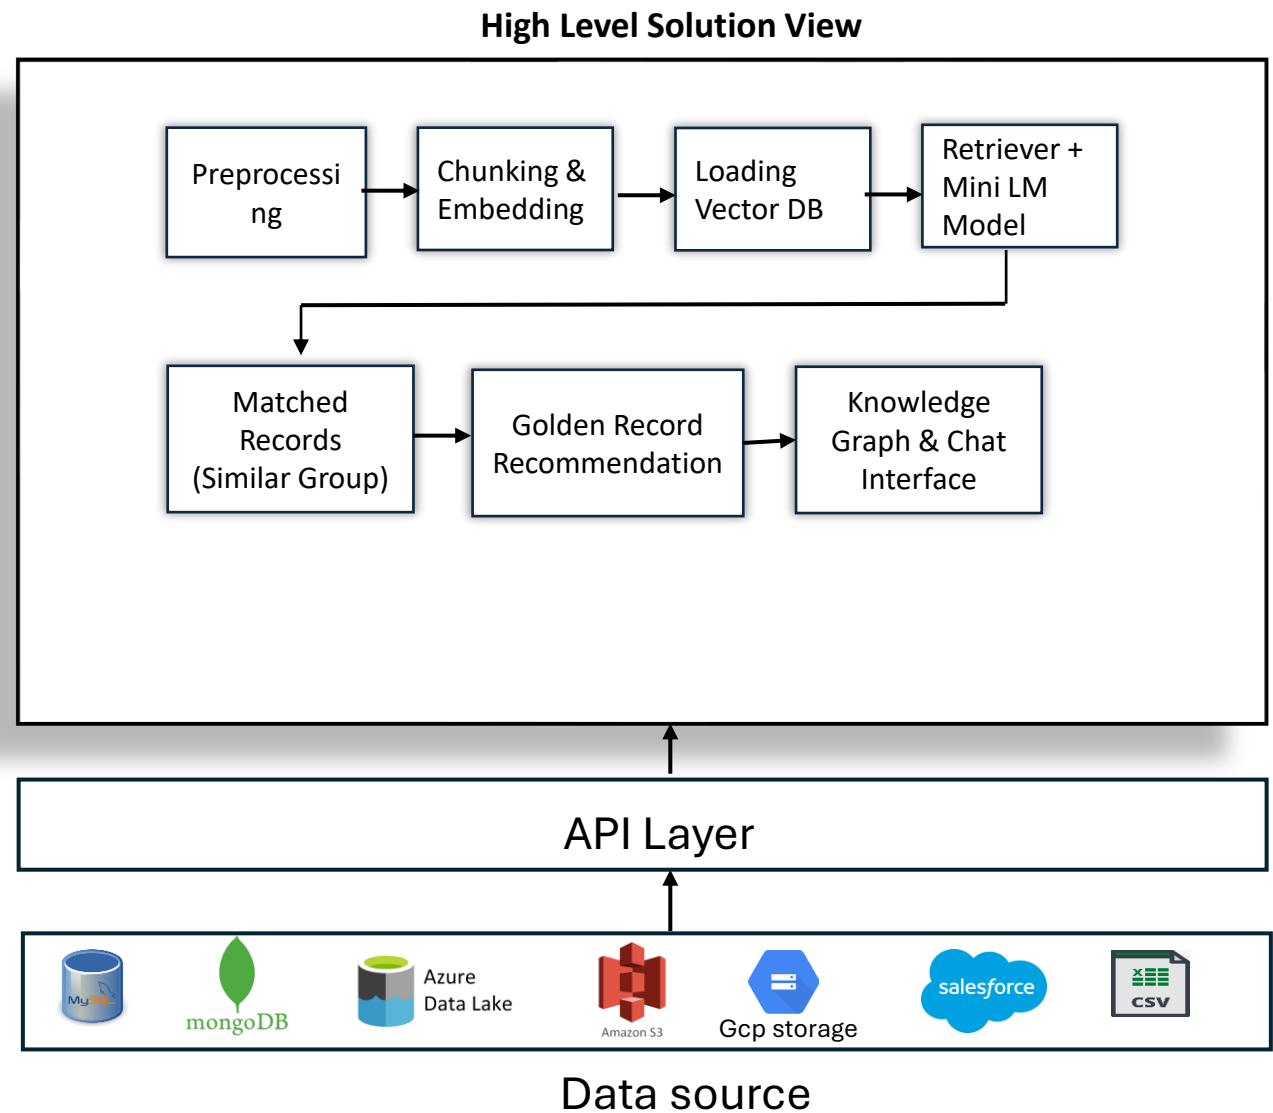 High Level Solution View
Preprocessi
ng
Chunking &
Embedding
Loading
Vector DB
Retriever +
Mini LM
Model
Matched
Records
(Similar Group)
Golden Record
Recommendation
Knowledge
Graph & Chat
Interface
API Layer
MySQL
mongoDB
Azure
Data Lake
Amazon S3
Gcp storage
salesforce
CSV
Data source